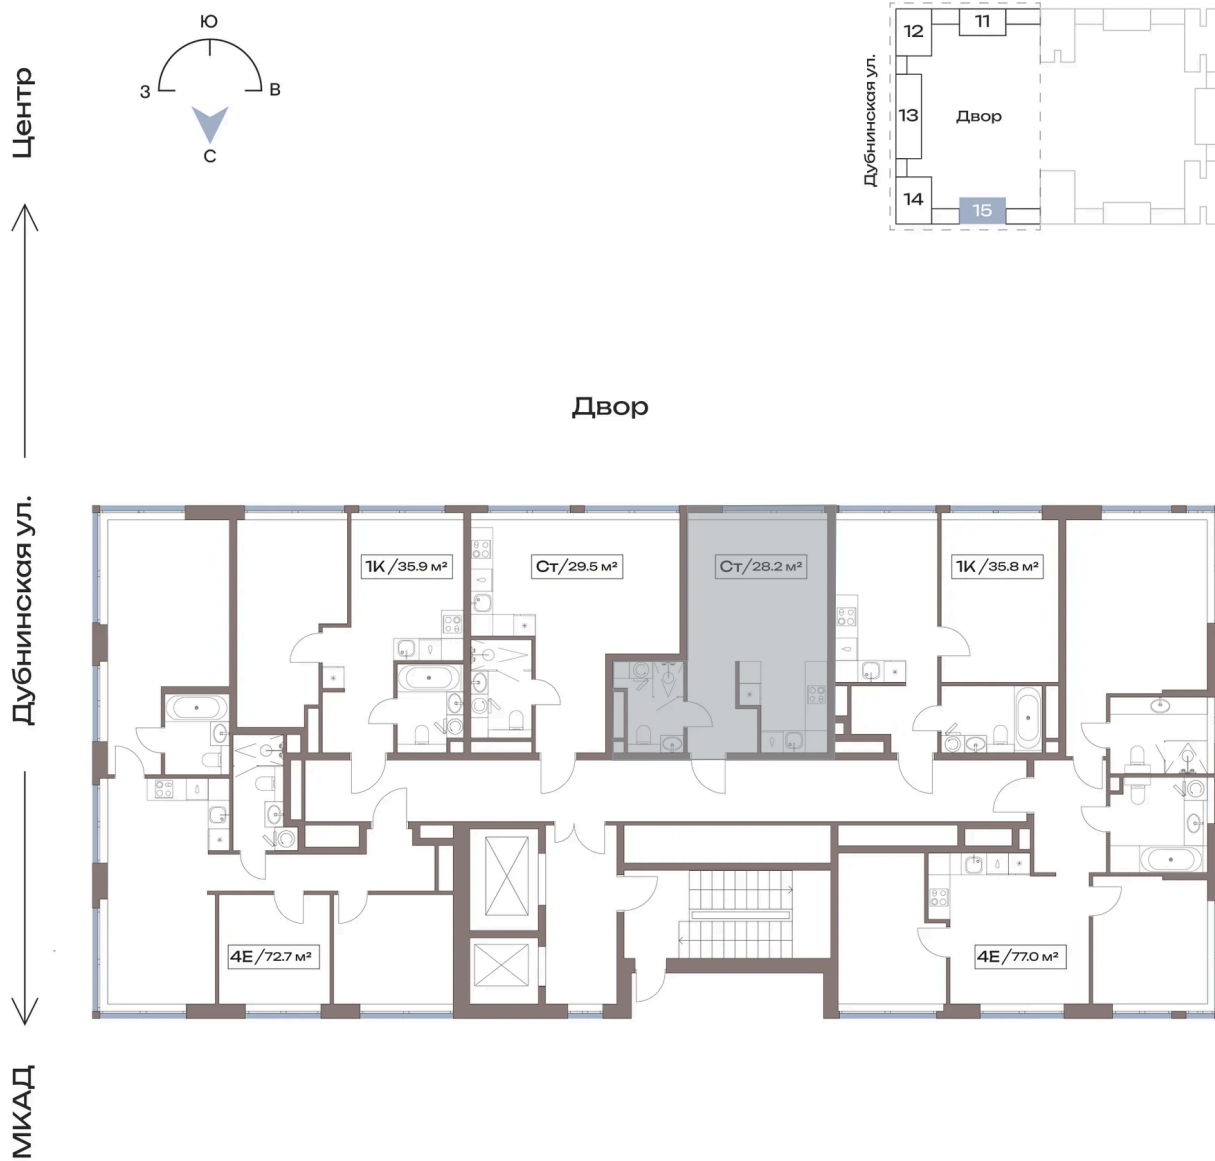 Ю
З
В
С
12
11
13
Двор
14
15
Дубнинская ул.
Центр
Дубнинская ул.
МКАД
Двор
1К / 35.9 м²
Ст / 29.5 м²
Ст / 28.2 м²
1К / 35.8 м²
4Е / 72.7 м²
4Е / 77.0 м²